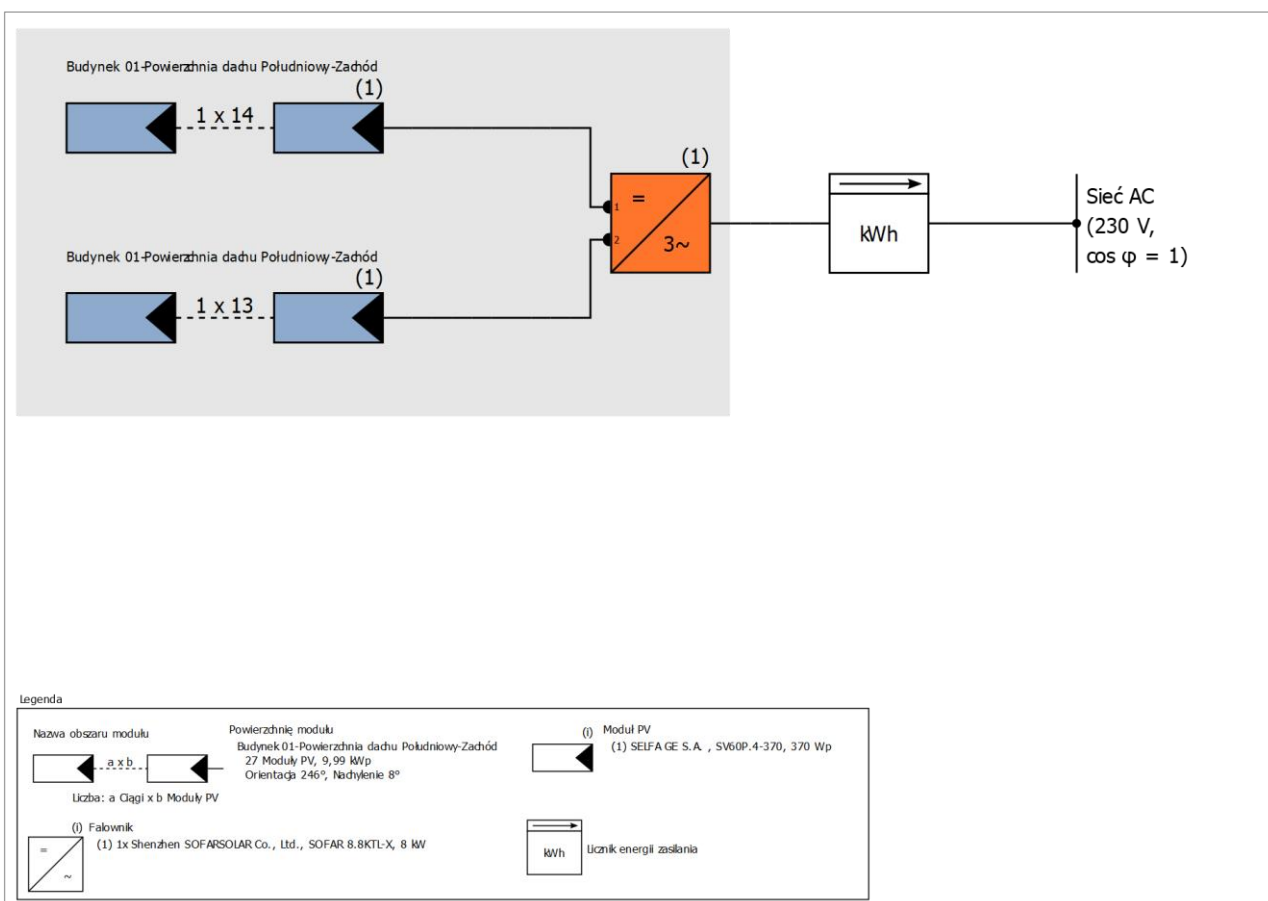 Budynek 01-Powierzchnia dachu Południowy-Zachód
(1)
1 x 14
(1)
1
=
2
3~
kWh
Sieć AC
(230 V,
cos φ = 1)
Budynek 01-Powierzchnia dachu Południowy-Zachód
(1)
1 x 13
Legenda
Nazwa obszaru modułu
a x b
Liczba: a Ciągi x b Moduły PV
Powierzchnię modułu
Budynek 01-Powierzchnia dachu Południowy-Zachód
27 Moduły PV, 9,99 kWp
Orientacja 246°, Nachylenie 8°
(i) Moduł PV
(1) SELFA GE S.A. , SV60P.4-370, 370 Wp
(i) Falownik
(1) 1x Shenzhen SOFARSOLAR Co., Ltd., SOFAR 8.8KTL-X, 8 kW
=
~
kWh
Licznik energii zasilania